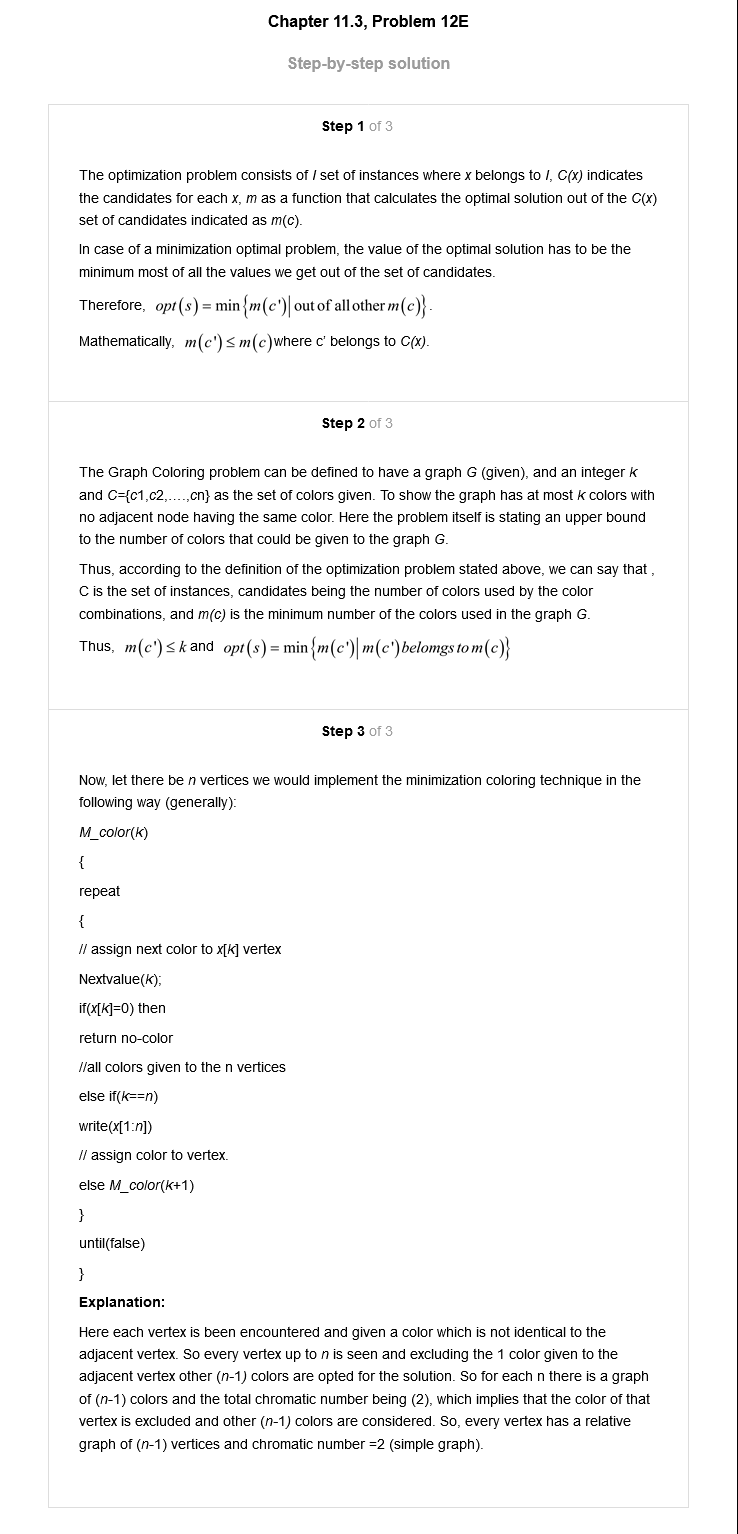 Chapter 11.3, Problem 12E
Step-by-step solution
Step 1 of 3
The optimization problem consists of I set of instances where x belongs to I, C(x) indicates
the candidates for each x, m as a function that calculates the optimal solution out of the C(x)
set of candidates indicated as m(c).
In case of a minimization optimal problem, the value of the optimal solution has to be the
minimum most of all the values we get out of the set of candidates.
Therefore, opt(s) = min{m(c')| out of all other m(c)}.
Mathematically, m(c') ≤ m(c) where c' belongs to C(x).
Step 2 of 3
The Graph Coloring problem can be defined to have a graph G (given), and an integer k
and C={c1,c2,….,cn} as the set of colors given. To show the graph has at most k colors with
no adjacent node having the same color. Here the problem itself is stating an upper bound
to the number of colors that could be given to the graph G.
Thus, according to the definition of the optimization problem stated above, we can say that ,
C is the set of instances, candidates being the number of colors used by the color
combinations, and m(c) is the minimum number of the colors used in the graph G.
Thus, m(c') ≤ k and opt(s) = min{m(c')| m(c') belomgs to m(c)}
Step 3 of 3
Now, let there be n vertices we would implement the minimization coloring technique in the
following way (generally):
M_color(k)
{
repeat
{
// assign next color to x[k] vertex
Nextvalue(k);
if(x[k]=0) then
return no-color
//all colors given to the n vertices
else if(k==n)
write(x[1:n])
// assign color to vertex.
else M_color(k+1)
}
until(false)
}
Explanation:
Here each vertex is been encountered and given a color which is not identical to the
adjacent vertex. So every vertex up to n is seen and excluding the 1 color given to the
adjacent vertex other (n-1) colors are opted for the solution. So for each n there is a graph
of (n-1) colors and the total chromatic number being (2), which implies that the color of that
vertex is excluded and other (n-1) colors are considered. So, every vertex has a relative
graph of (n-1) vertices and chromatic number =2 (simple graph).